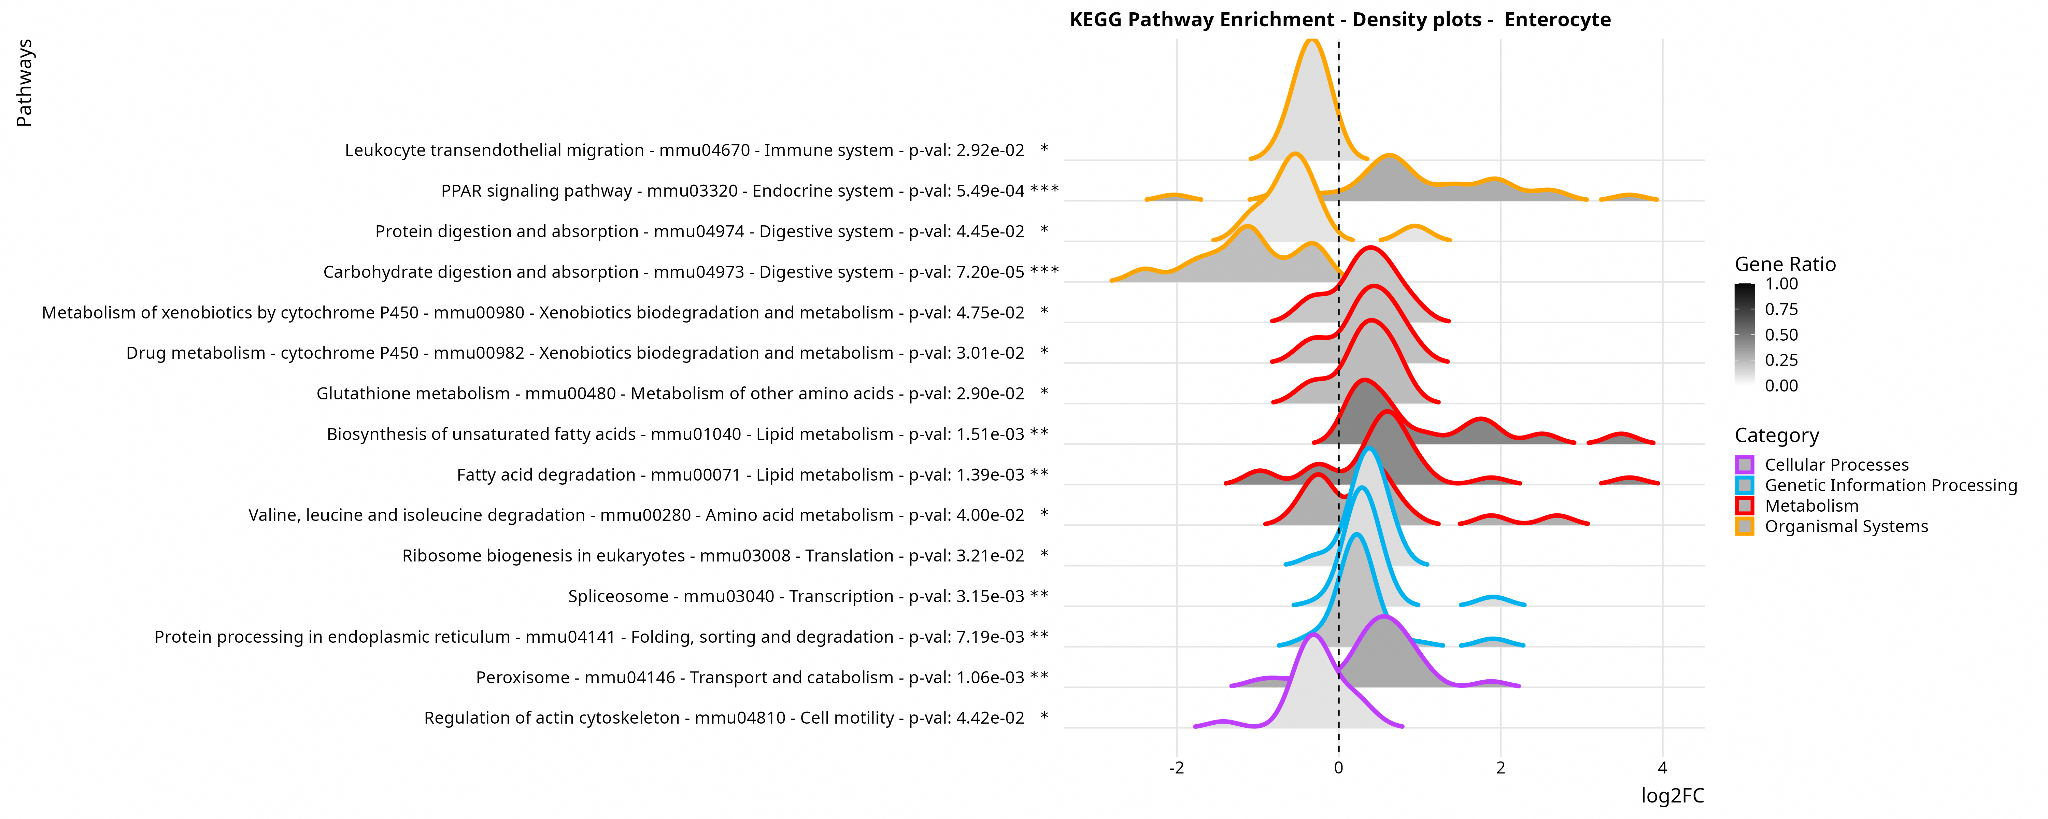 KEGG Pathway Enrichment - Density plots -  Enterocyte
Pathways
Leukocyte transendothelial migration - mmu04670 - Immune system - p-val: 2.92e-02   *
PPAR signaling pathway - mmu03320 - Endocrine system - p-val: 5.49e-04 ***
Protein digestion and absorption - mmu04974 - Digestive system - p-val: 4.45e-02   *
Carbohydrate digestion and absorption - mmu04973 - Digestive system - p-val: 7.20e-05 ***
Metabolism of xenobiotics by cytochrome P450 - mmu00980 - Xenobiotics biodegradation and metabolism - p-val: 4.75e-02   *
Drug metabolism - cytochrome P450 - mmu00982 - Xenobiotics biodegradation and metabolism - p-val: 3.01e-02   *
Glutathione metabolism - mmu00480 - Metabolism of other amino acids - p-val: 2.90e-02   *
Biosynthesis of unsaturated fatty acids - mmu01040 - Lipid metabolism - p-val: 1.51e-03 **
Fatty acid degradation - mmu00071 - Lipid metabolism - p-val: 1.39e-03 **
Valine, leucine and isoleucine degradation - mmu00280 - Amino acid metabolism - p-val: 4.00e-02   *
Ribosome biogenesis in eukaryotes - mmu03008 - Translation - p-val: 3.21e-02   *
Spliceosome - mmu03040 - Transcription - p-val: 3.15e-03 **
Protein processing in endoplasmic reticulum - mmu04141 - Folding, sorting and degradation - p-val: 7.19e-03 **
Peroxisome - mmu04146 - Transport and catabolism - p-val: 1.06e-03 **
Regulation of actin cytoskeleton - mmu04810 - Cell motility - p-val: 4.42e-02   *
-2 0 2 4
log2FC
Gene Ratio
1.00
0.75
0.50
0.25
0.00
Category
Cellular Processes
Genetic Information Processing
Metabolism
Organismal Systems